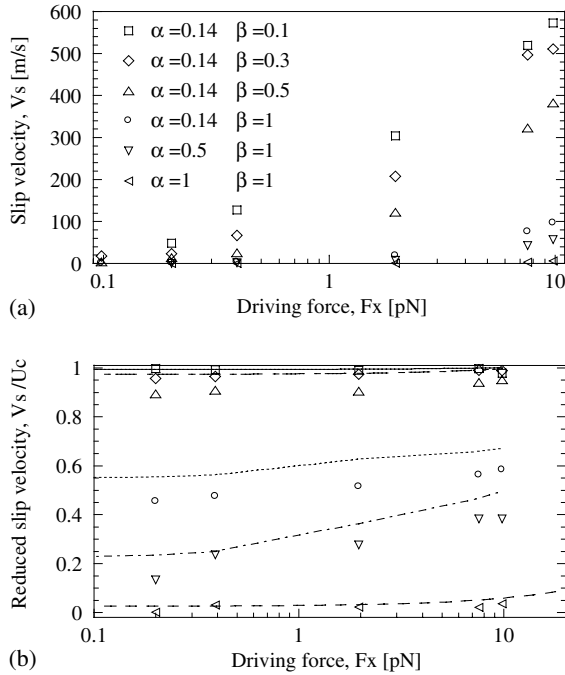 600
500
400
300
200
100
0
Slip velocity, Vs [m/s]
α=0.14 β=0.1
α=0.14 β=0.3
α=0.14 β=0.5
α=0.14 β=1
α=0.5 β=1
α=1 β=1
0.1 1 10
(a) Driving force, Fx [pN]
1
0.8
0.6
0.4
0.2
0
Reduced slip velocity, Vs/Uc
0.1 1 10
(b) Driving force, Fx [pN]